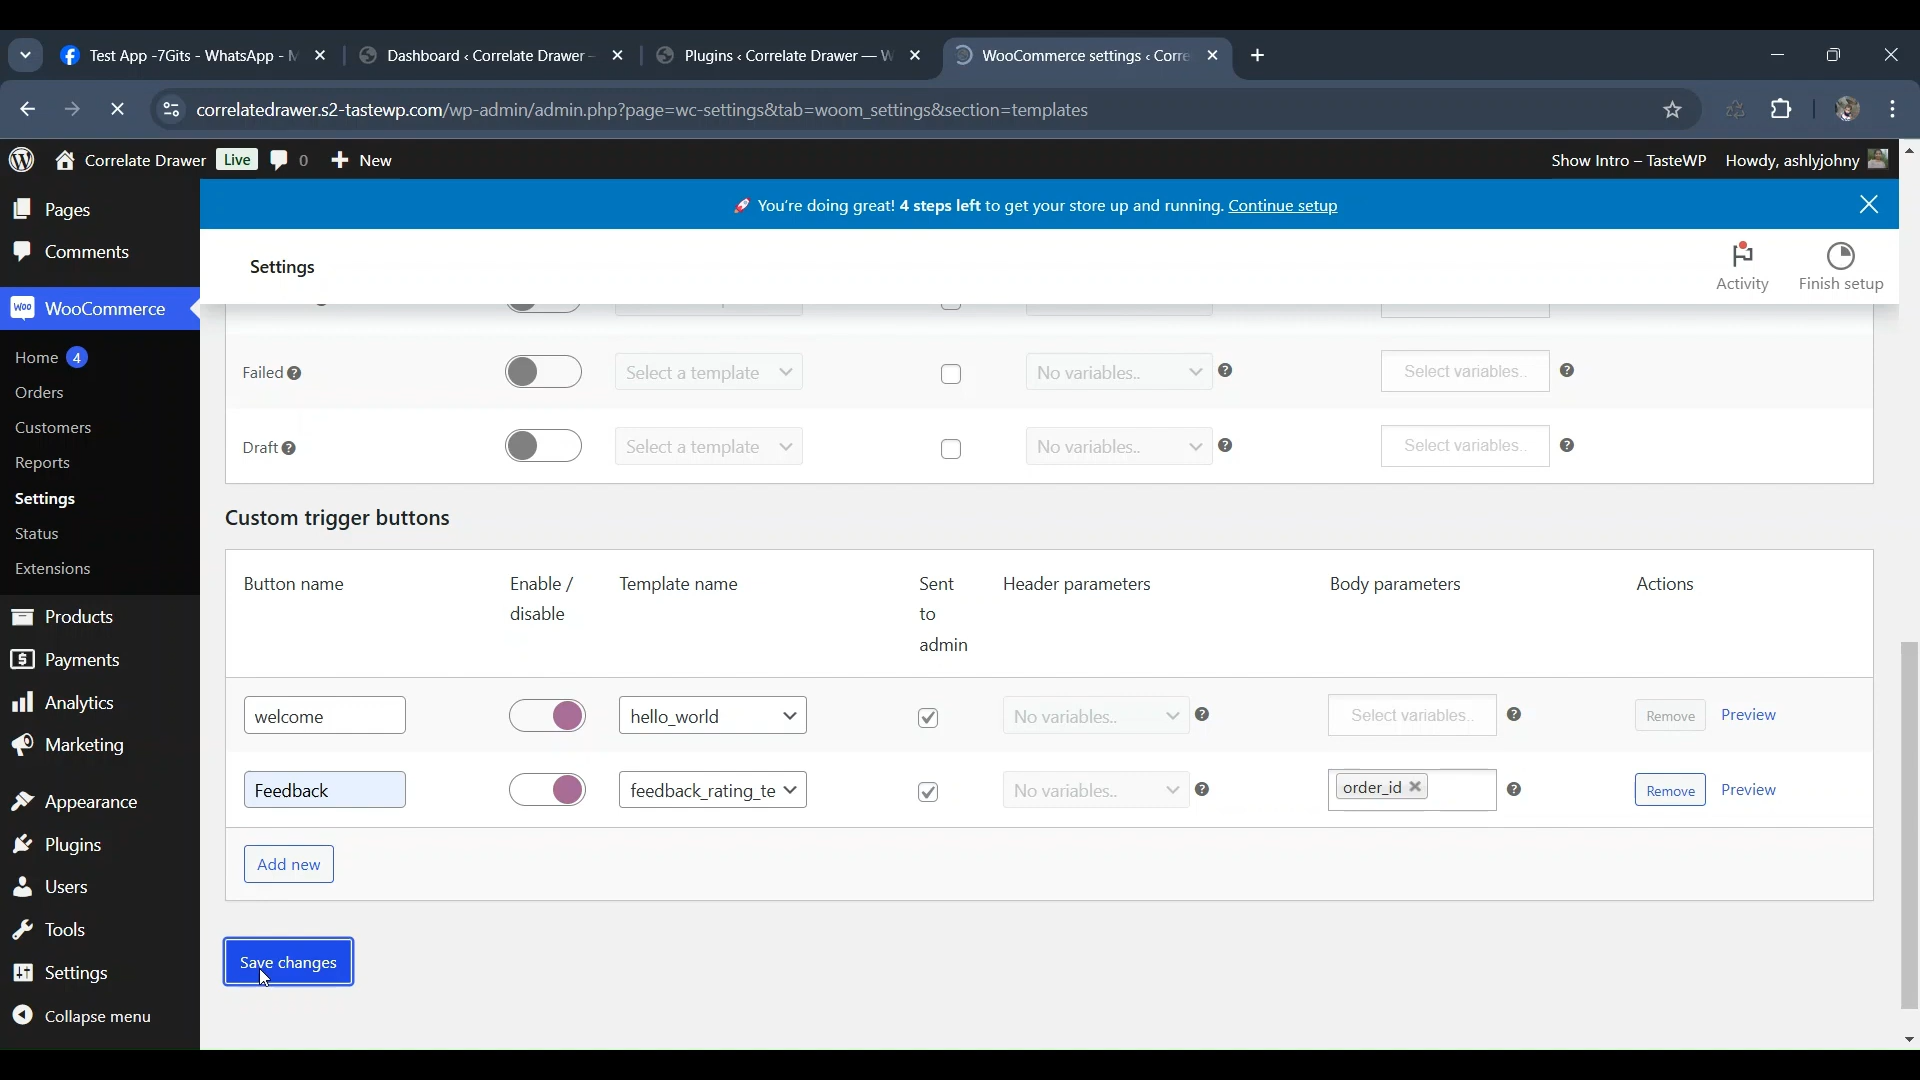 Test App -7Gits - WhatsApp - M
Dashboard ‹ Correlate Drawer -
Plugins ‹ Correlate Drawer — W
WooCommerce settings ‹ Corre
correlatedrawer.s2-tastewp.com/wp-admin/admin.php?page=wc-settings&tab=woom_settings&section=templates
Correlate Drawer Live 0 New
Show Intro – TasteWP Howdy, ashlyjohny
Pages
Comments
WooCommerce
Home 4
Orders
Customers
Reports
Settings
Status
Extensions
Products
Payments
Analytics
Marketing
Appearance
Plugins
Users
Tools
Settings
Collapse menu
You're doing great! 4 steps left to get your store up and running. Continue setup
Settings
Activity
Finish setup
Failed Select a template No variables.. Select variables..
Draft Select a template No variables.. Select variables..
Custom trigger buttons
Button name
Enable /
disable
Template name
Sent
to
admin
Header parameters
Body parameters
Actions
welcome hello_world No variables.. Select variables.. Remove Preview
Feedback feedback_rating_te No variables.. order_id Remove Preview
Add new
Save changes